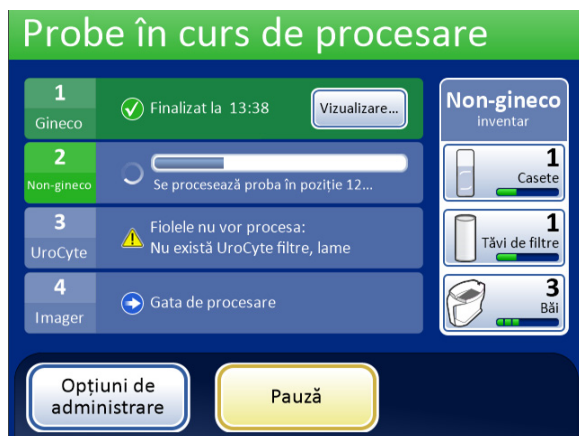 Probe în curs de procesare
1
Gineco
Finalizat la 13:38
Vizualizare...
2
Non-gineco
Se procesează proba în poziție 12...
3
UroCyte
Fiolele nu vor procesa:
Nu există UroCyte filtre, lame
4
Imager
Gata de procesare
Non-gineco
inventar
1
Casete
1
Tăvi de filtre
3
Băi
Opțiuni de
administrare
Pauză